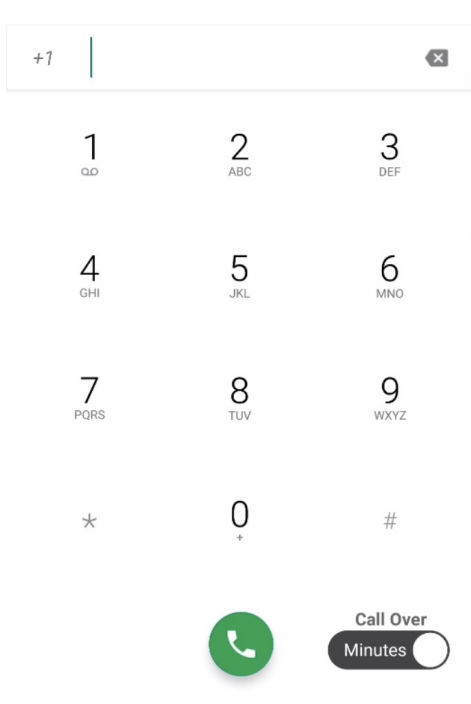 +1
1 2 3
ABC DEF
4 5 6
GHI JKL MNO
7 8 9
PQRS TUV WXYZ
* 0 #
+
Call Over
Minutes